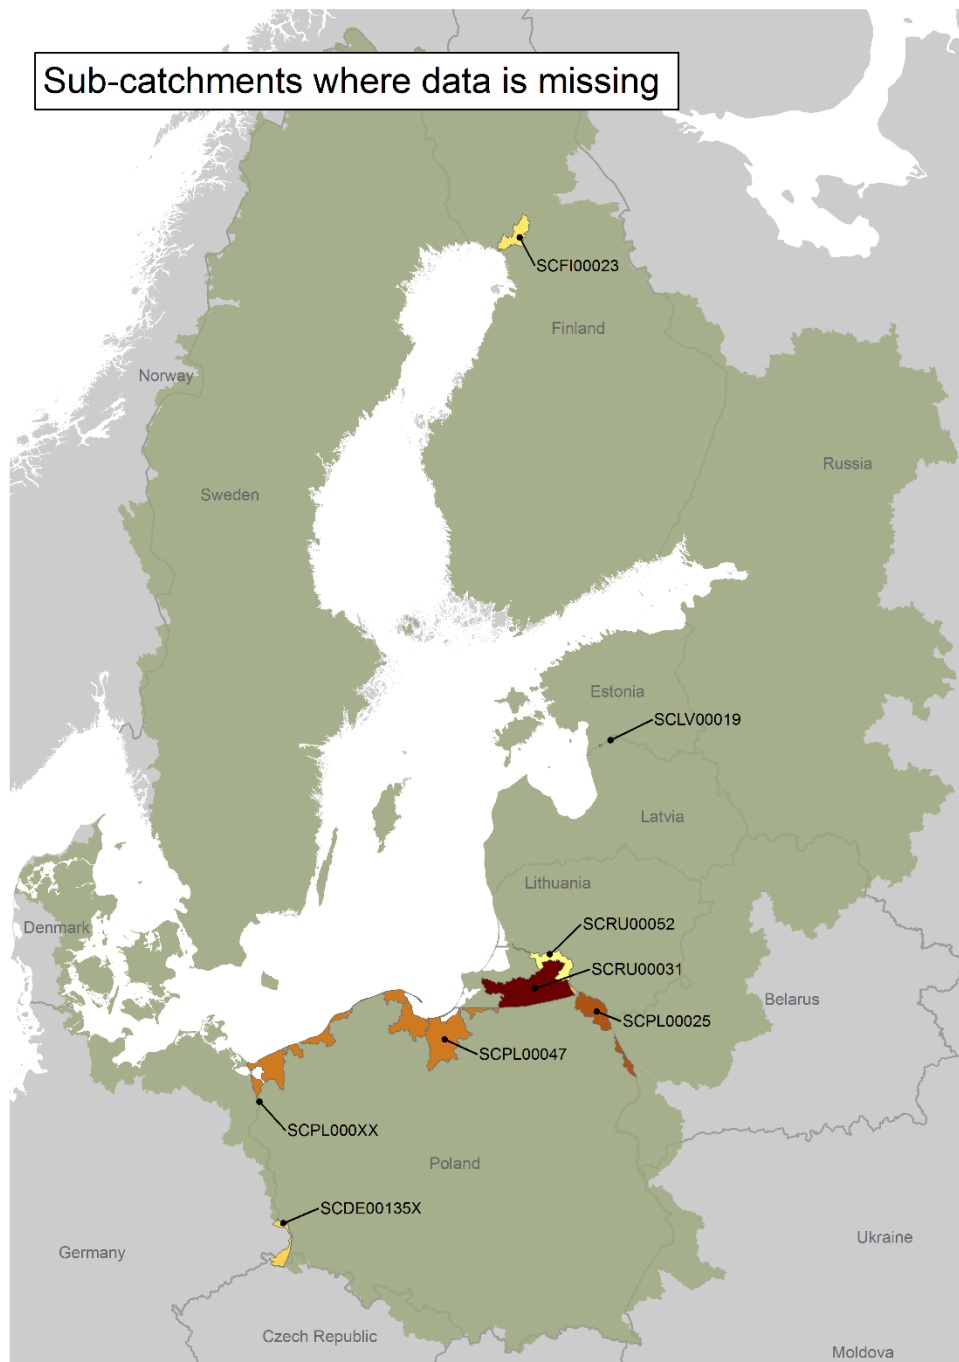 Sub-catchments where data is missing
SCFI00023
Finland
Norway
Russia
Sweden
Estonia
SCLV00019
Latvia
Lithuania
SCRU00052
Denmark
SCRU00031
Belarus
SCPL00025
SCPL00047
SCPL000XX
Poland
SCDE00135X
Ukraine
Germany
Czech Republic
Moldova